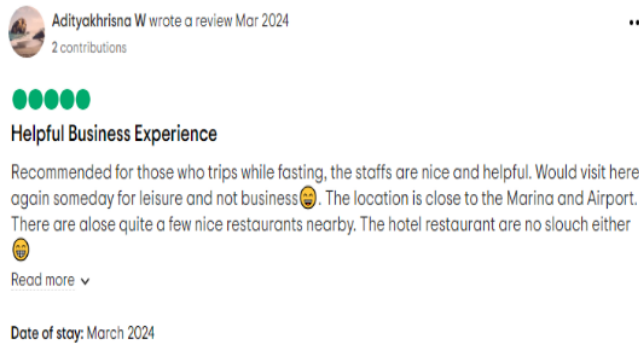 Adityakhrisna W wrote a review Mar 2024
2 contributions
Helpful Business Experience
Recommended for those who trips while fasting, the staffs are nice and helpful. Would visit here
again someday for leisure and not business😄. The location is close to the Marina and Airport.
There are alose quite a few nice restaurants nearby. The hotel restaurant are no slouch either
😁
Read more
Date of stay: March 2024